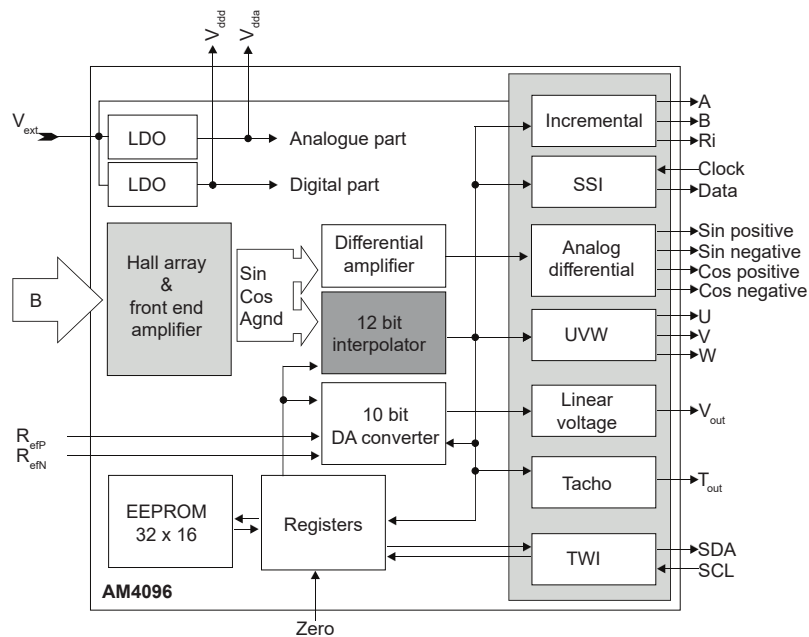 Vddd
Vdda
Vext
LDO
Analogue part
LDO
Digital part
Incremental
A
B
Ri
SSI
Clock
Data
B
Hall array
&
front end
amplifier
Sin
Cos
Agnd
Differential
amplifier
12 bit
interpolator
Analog
differential
Sin positive
Sin negative
Cos positive
Cos negative
UVW
U
V
W
RefP
RefN
10 bit
DA converter
Linear
voltage
Vout
EEPROM
32 x 16
Registers
Tacho
Tout
TWI
SDA
SCL
AM4096
Zero